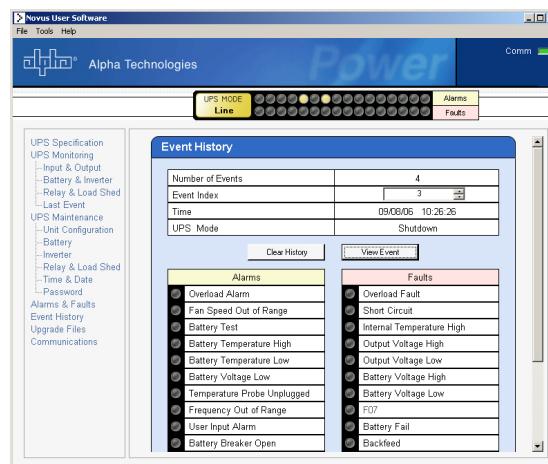 Novus User Software
File Tools Help
Alpha Technologies
Power
Comm
UPS MODE
Line
Alarms
Faults
UPS Specification
UPS Monitoring
Input & Output
Battery & Inverter
Relay & Load Shed
Last Event
UPS Maintenance
Unit Configuration
Battery
Inverter
Relay & Load Shed
Time & Date
Password
Alarms & Faults
Event History
Upgrade Files
Communications
Event History
Number of Events 4
Event Index 3
Time 09/08/06 10:26:26
UPS Mode Shutdown
Clear History View Event
Alarms Faults
Overload Alarm Overload Fault
Fan Speed Out of Range Short Circuit
Battery Test Internal Temperature High
Battery Temperature High Output Voltage High
Battery Temperature Low Output Voltage Low
Battery Voltage Low Battery Voltage High
Temperature Probe Unplugged Battery Voltage Low
Frequency Out of Range F07
User Input Alarm Battery Fail
Battery Breaker Open Backfeed